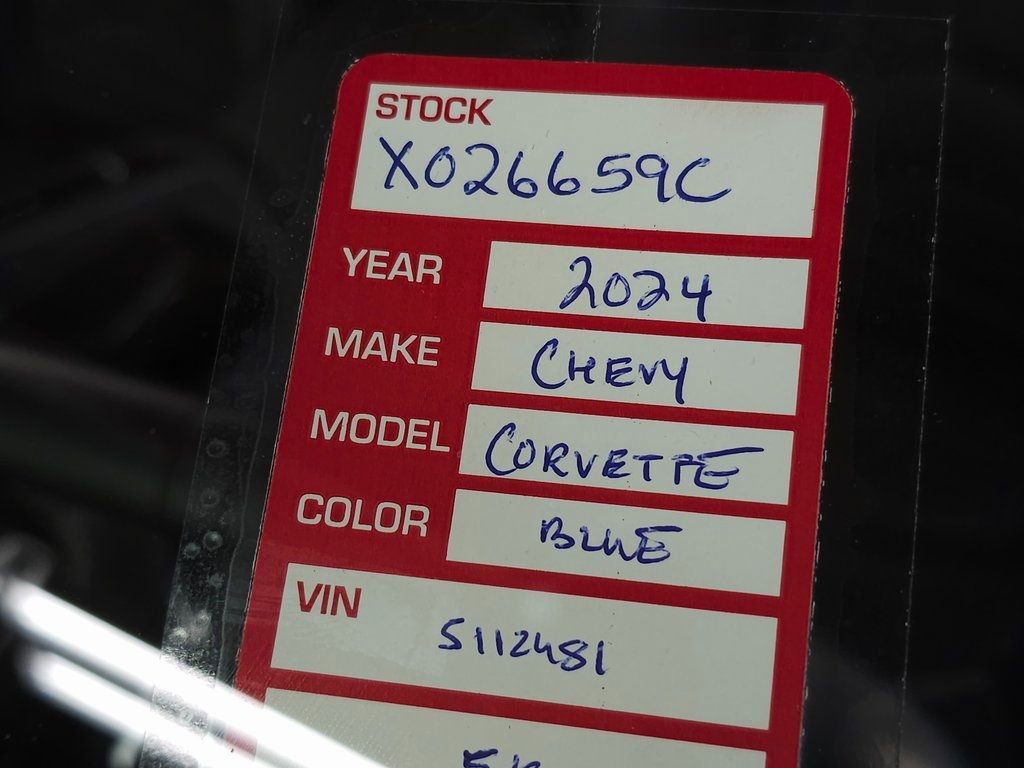 STOCK
X026659C
YEAR 2024
MAKE CHEVY
MODEL CORVETTE
COLOR BLUE
VIN
5112481